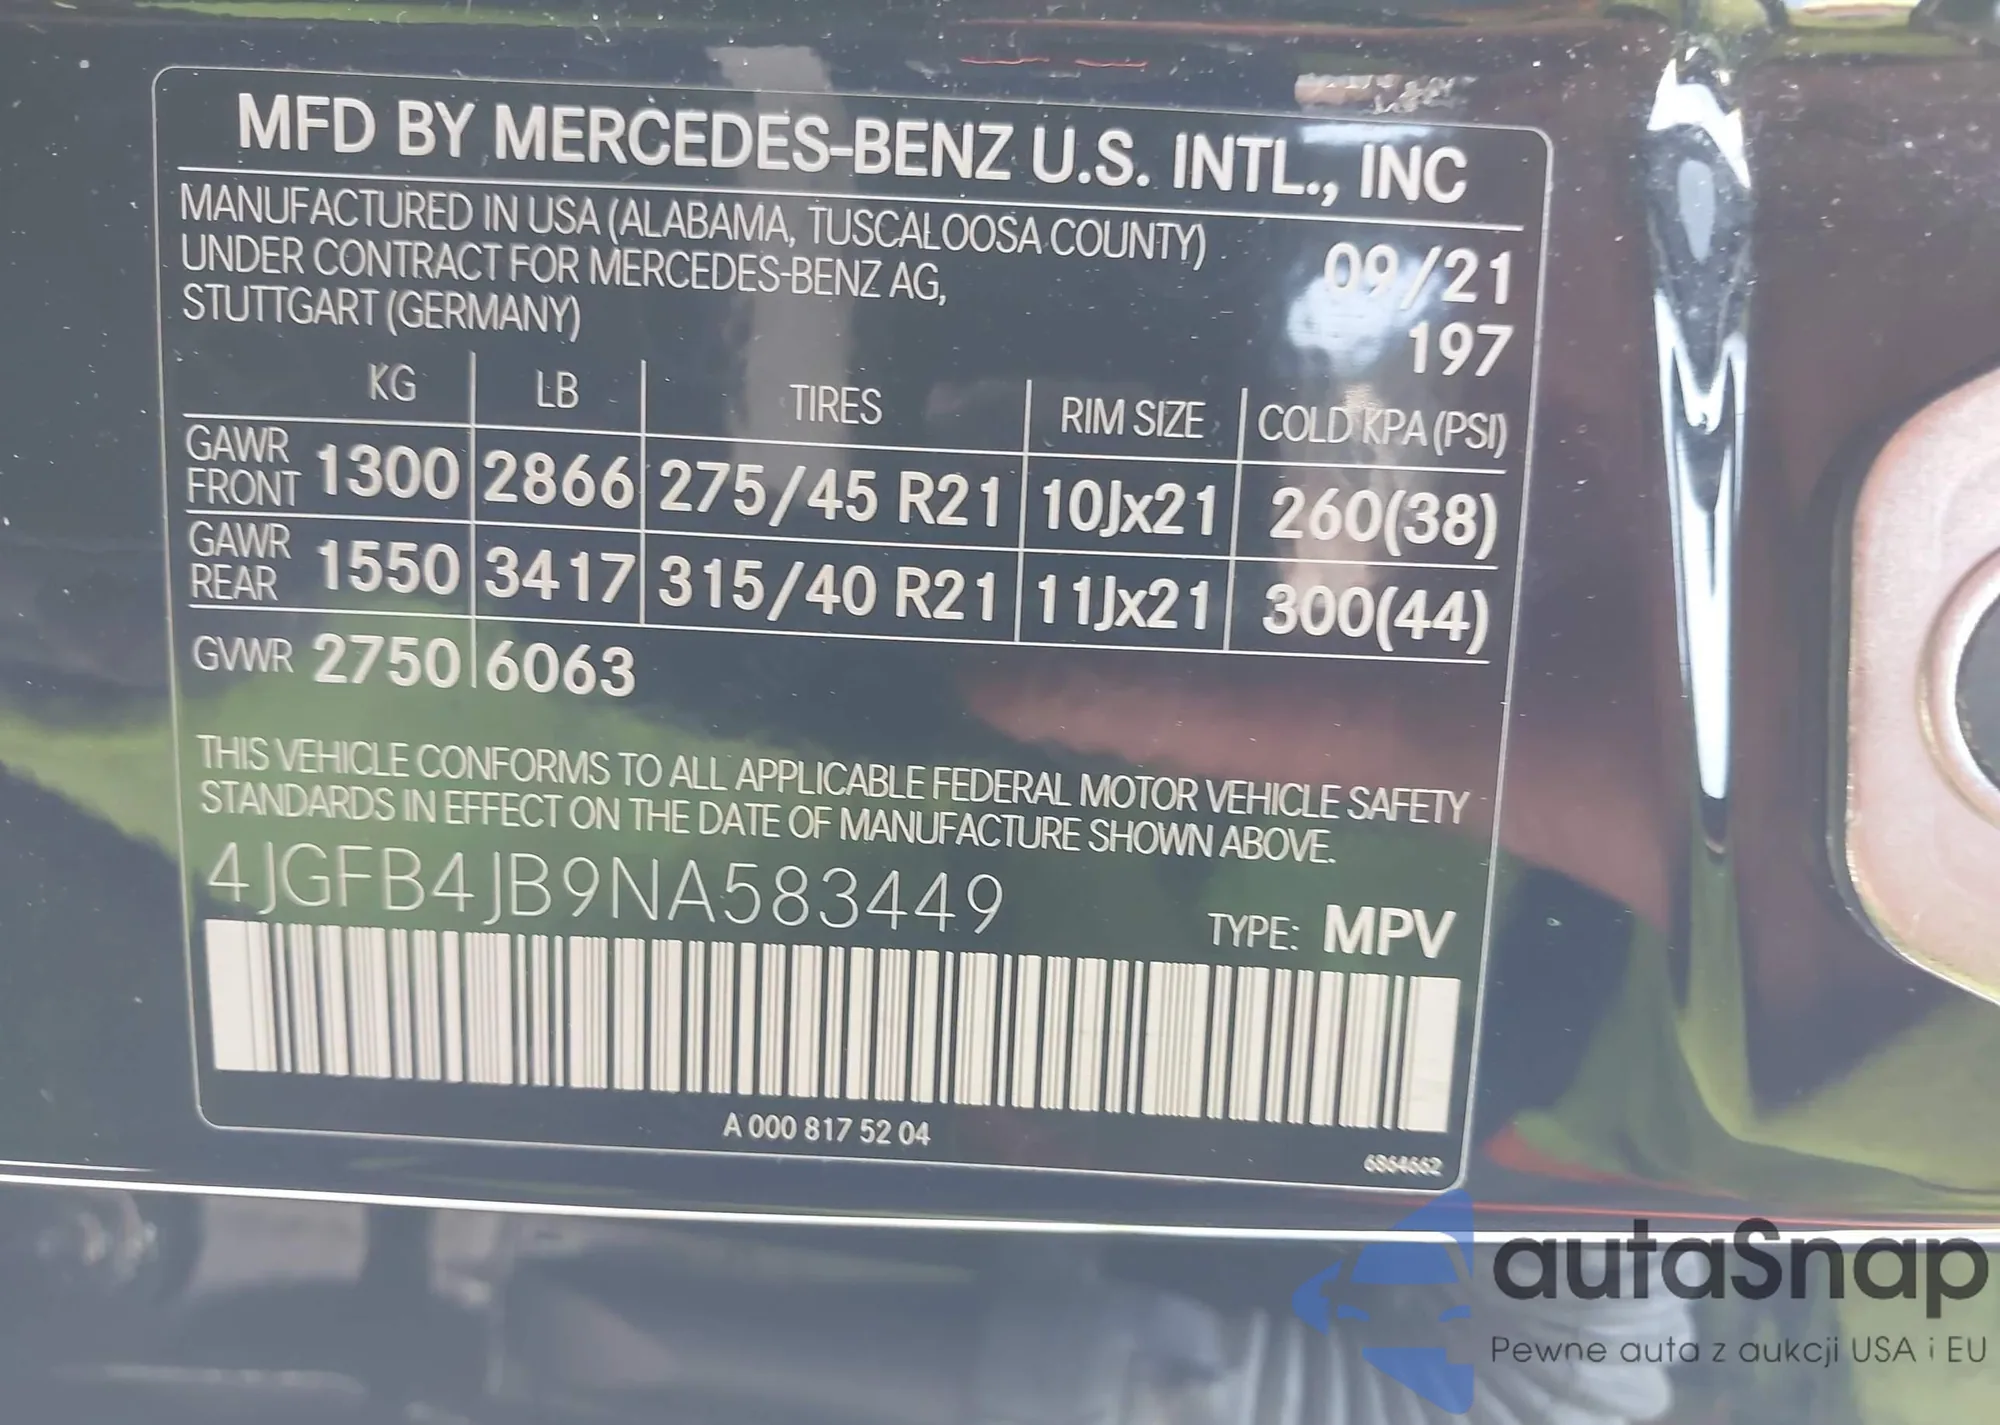 MFD BY MERCEDES-BENZ U.S. INTL., INC
MANUFACTURED IN USA (ALABAMA, TUSCALOOSA COUNTY)
UNDER CONTRACT FOR MERCEDES-BENZ AG,
STUTTGART (GERMANY)
09/21
197
KG LB TIRES RIM SIZE COLD KPA (PSI)
GAWR FRONT 1300 2866 275/45 R21 10Jx21 260(38)
GAWR REAR 1550 3417 315/40 R21 11Jx21 300(44)
GVWR 2750 6063
THIS VEHICLE CONFORMS TO ALL APPLICABLE FEDERAL MOTOR VEHICLE SAFETY
STANDARDS IN EFFECT ON THE DATE OF MANUFACTURE SHOWN ABOVE.
4JGFB4JB9NA583449
TYPE: MPV
A 000 817 52 04
6864662
autaSnap
Pewne auta z aukcji USA i EU